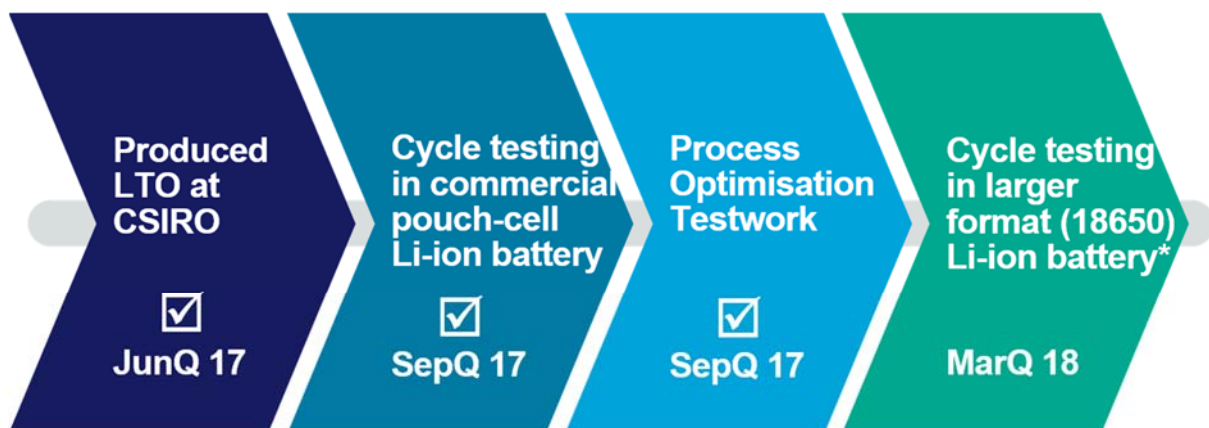 Produced
LTO at
CSIRO
JunQ 17
Cycle testing
in commercial
pouch-cell
Li-ion battery
SepQ 17
Process
Optimisation
Testwork
SepQ 17
Cycle testing
in larger
format (18650)
Li-ion battery*
MarQ 18